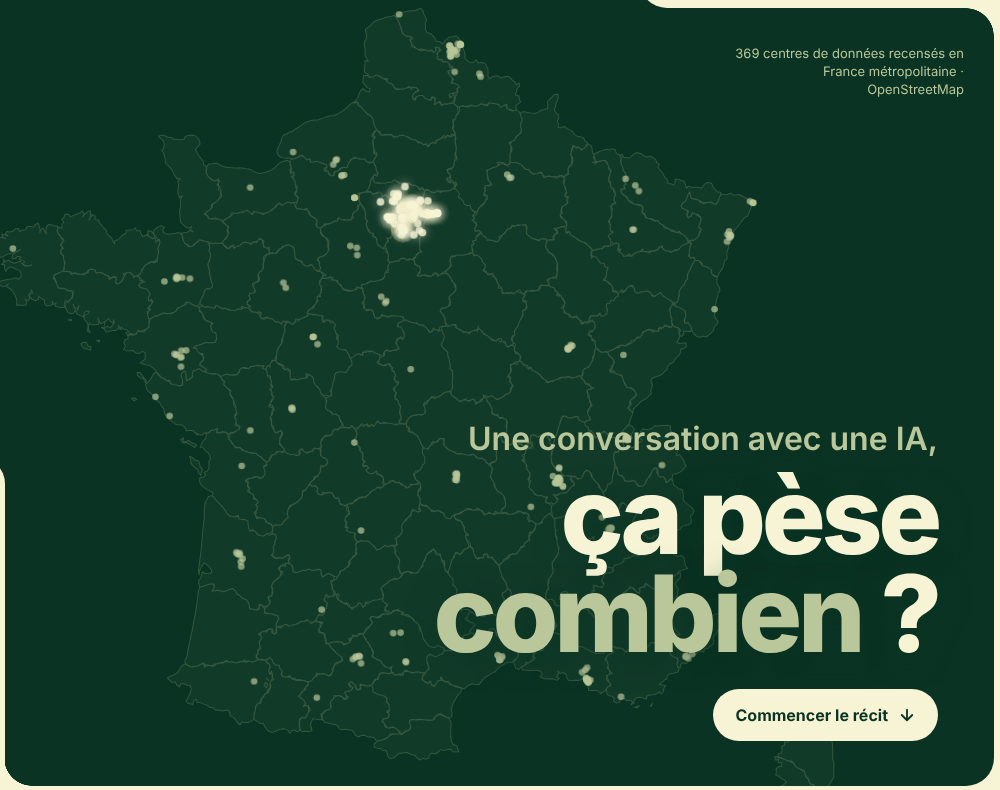 369 centres de données recensés en
France métropolitaine ·
OpenStreetMap
Une conversation avec une IA,
ça pèse
combien ?
Commencer le récit ↓